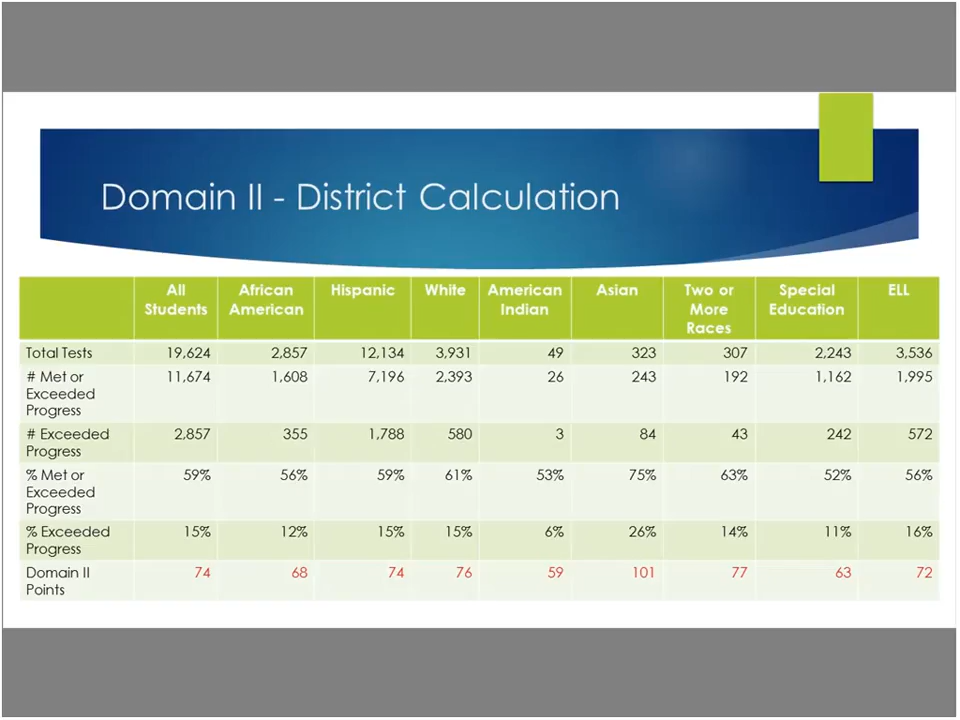 Domain II - District Calculation
All Students African American Hispanic White American Indian Asian Two or More Races Special Education ELL
Total Tests 19,624 2,857 12,134 3,931 49 323 307 2,243 3,536
# Met or Exceeded Progress 11,674 1,608 7,196 2,393 26 243 192 1,162 1,995
# Exceeded Progress 2,857 355 1,788 580 3 84 43 242 572
% Met or Exceeded Progress 59% 56% 59% 61% 53% 75% 63% 52% 56%
% Exceeded Progress 15% 12% 15% 15% 6% 26% 14% 11% 16%
Domain II Points 74 68 74 76 59 101 77 63 72